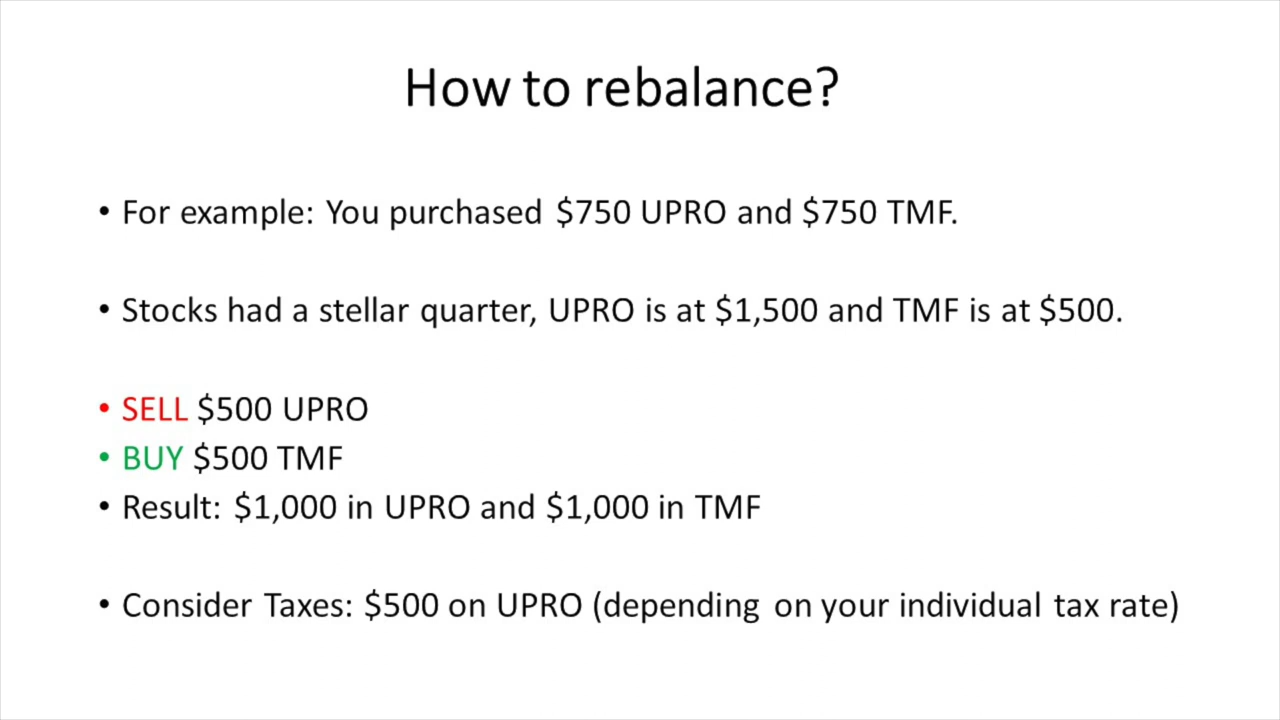 How to rebalance?
• For example: You purchased $750 UPRO and $750 TMF.
• Stocks had a stellar quarter, UPRO is at $1,500 and TMF is at $500.
• SELL $500 UPRO
• BUY $500 TMF
• Result: $1,000 in UPRO and $1,000 in TMF
• Consider Taxes: $500 on UPRO (depending on your individual tax rate)